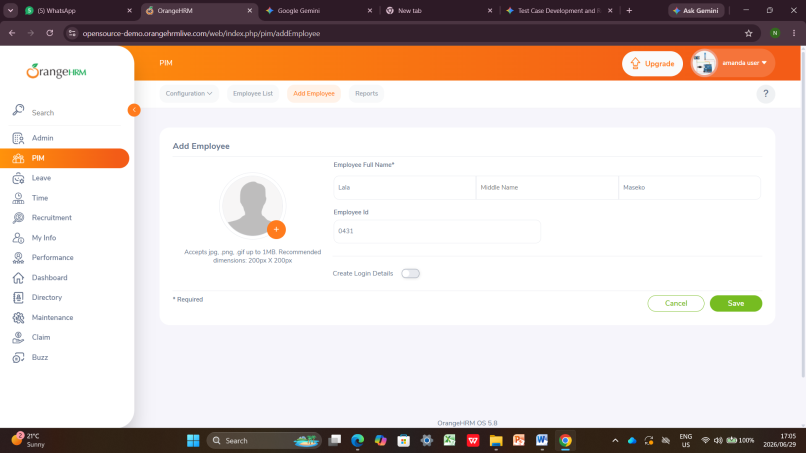 (5) WhatsApp
OrangeHRM
Google Gemini
New tab
Test Case Development and
Ask Gemini
opensource-demo.orangehrmlive.com/web/index.php/pim/addEmployee
N
OrangeHRM
PIM
Upgrade
amanda user
Configuration
Employee List
Add Employee
Reports
?
Search
Admin
PIM
Leave
Time
Recruitment
My Info
Performance
Dashboard
Directory
Maintenance
Claim
Buzz
Add Employee
Employee Full Name*
Lala
Middle Name
Maseko
Employee Id
0431
Accepts jpg, .png, .gif up to 1MB. Recommended
dimensions: 200px X 200px
Create Login Details
* Required
Cancel
Save
OrangeHRM OS 5.8
2
21°C
Sunny
Search
ENG
US
100%
17:05
2026/06/29